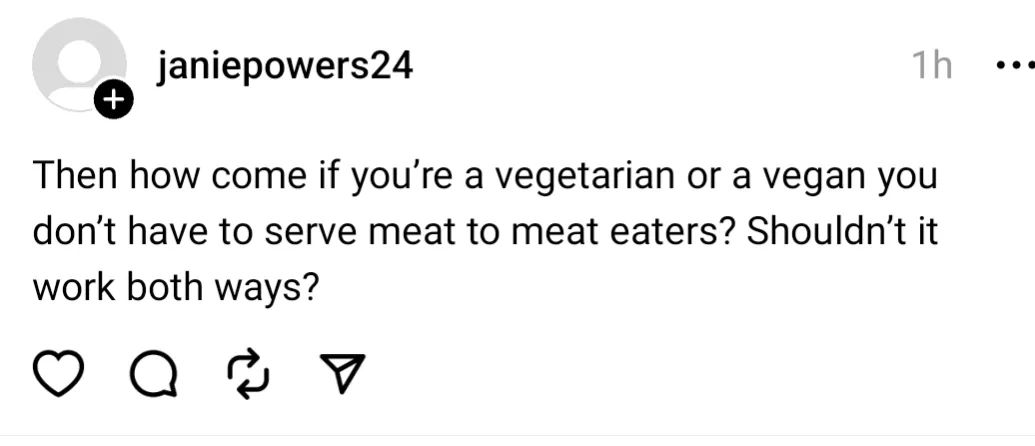 janiepowers24
1h
Then how come if you’re a vegetarian or a vegan you
don’t have to serve meat to meat eaters? Shouldn’t it
work both ways?